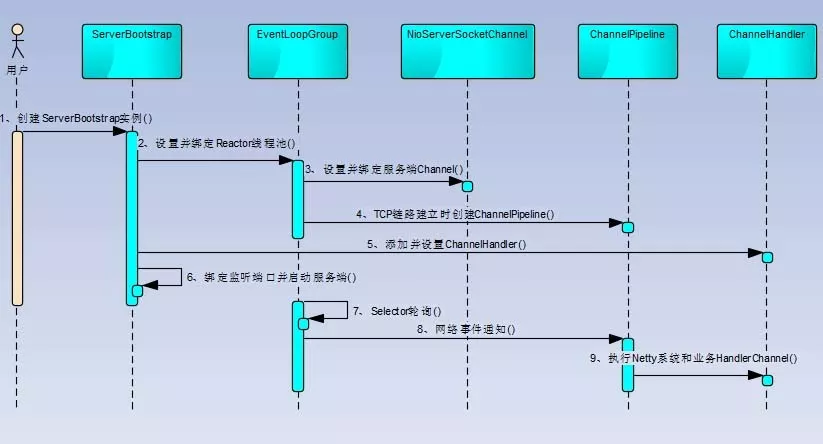 ServerBootstrap
EventLoopGroup
NioServerSocketChannel
ChannelPipeline
ChannelHandler
用户
1、创建ServerBootstrap实例()
2、设置并绑定Reactor线程池()
3、设置并绑定服务端Channel()
4、TCP链路建立时创建ChannelPipeline()
5、添加并设置ChannelHandler()
6、绑定监听端口并启动服务端()
7、Selector轮询()
8、网络事件通知()
9、执行Netty系统和业务HandlerChannel()